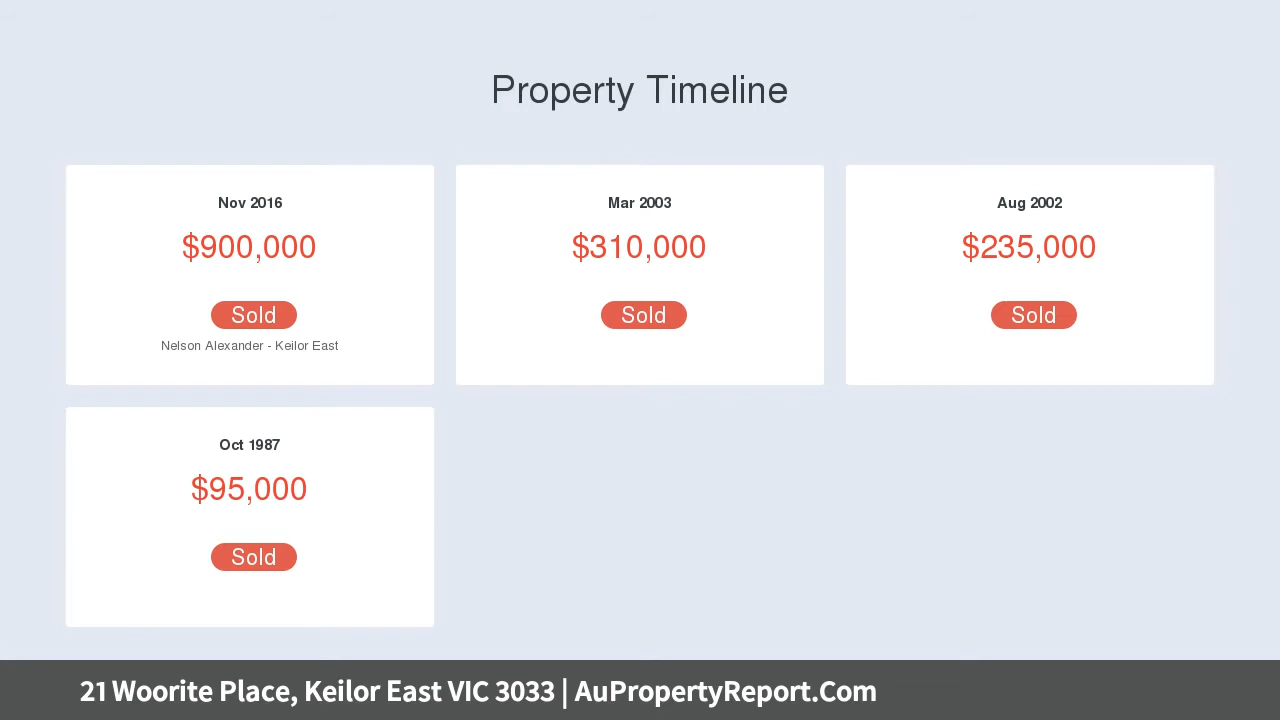 Property Timeline
Nov 2016
$900,000
Sold
Nelson Alexander - Keilor East
Mar 2003
$310,000
Sold
Aug 2002
$235,000
Sold
Oct 1987
$95,000
Sold
21 Woorite Place, Keilor East VIC 3033 | AuPropertyReport.Com